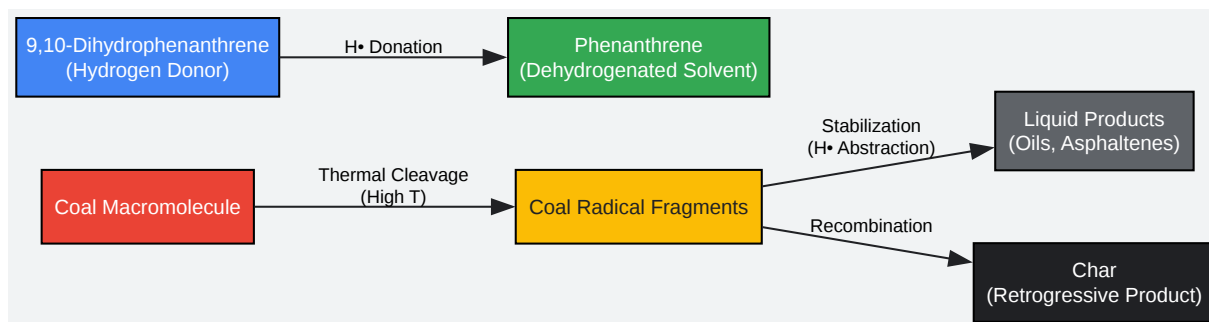 9,10-Dihydrophenanthrene
(Hydrogen Donor)
H• Donation
Phenanthrene
(Dehydrogenated Solvent)
Coal Macromolecule
Thermal Cleavage
(High T)
Coal Radical Fragments
Stabilization
(H• Abstraction)
Liquid Products
(Oils, Asphaltenes)
Recombination
Char
(Retrogressive Product)